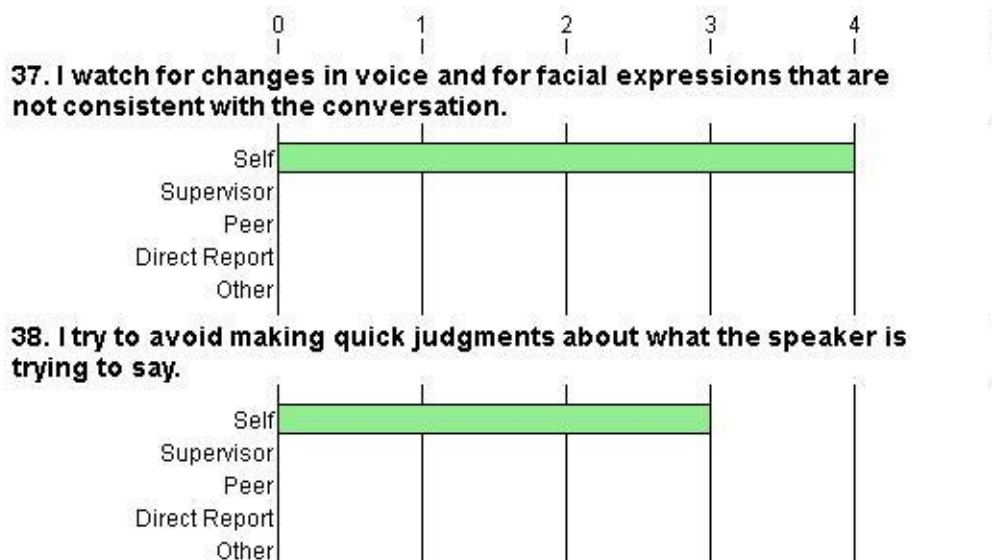 0 1 2 3 4
37. I watch for changes in voice and for facial expressions that are
not consistent with the conversation.
Self
Supervisor
Peer
Direct Report
Other
38. I try to avoid making quick judgments about what the speaker is
trying to say.
Self
Supervisor
Peer
Direct Report
Other